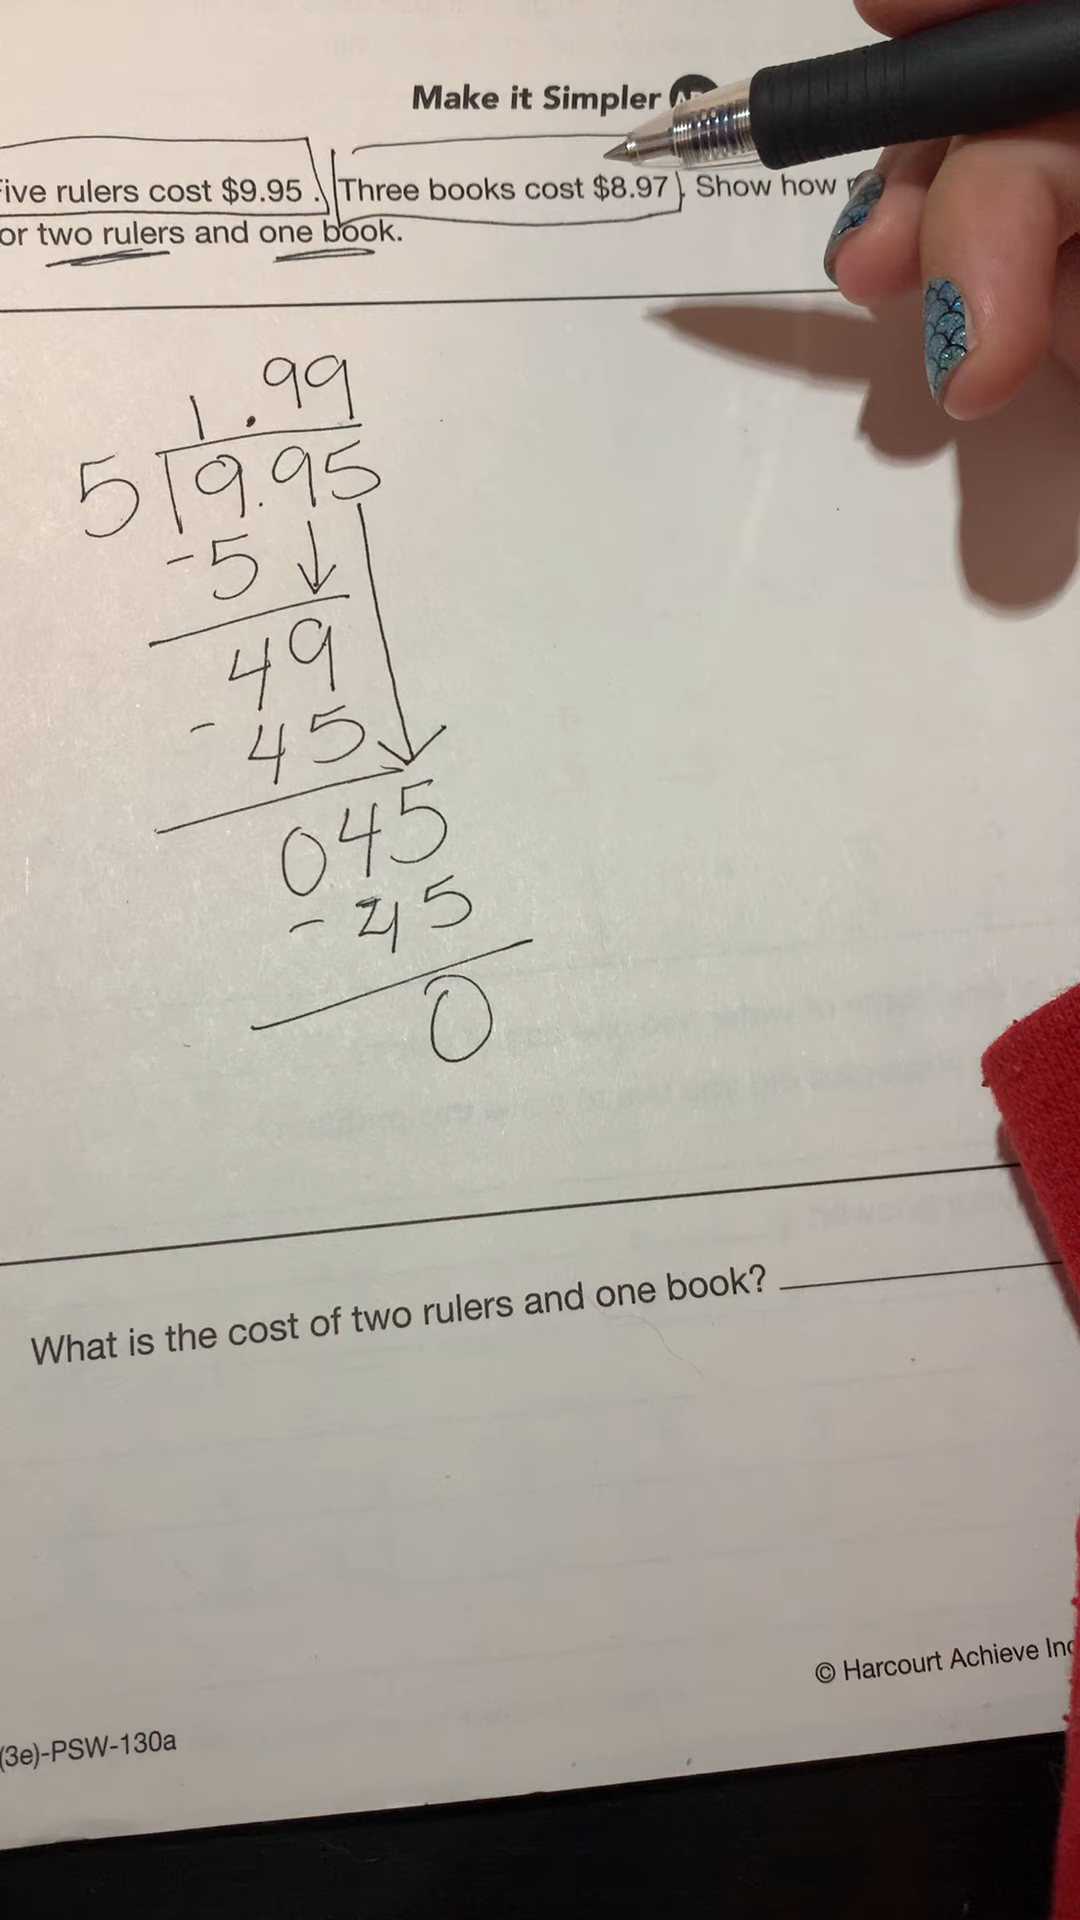 Make it Simpler
Five rulers cost $9.95. Three books cost $8.97. Show how
or two rulers and one book.
1.99
5 9.95
-5
49
- 45
045
- 45
0
What is the cost of two rulers and one book?
© Harcourt Achieve Inc
(3e)-PSW-130a